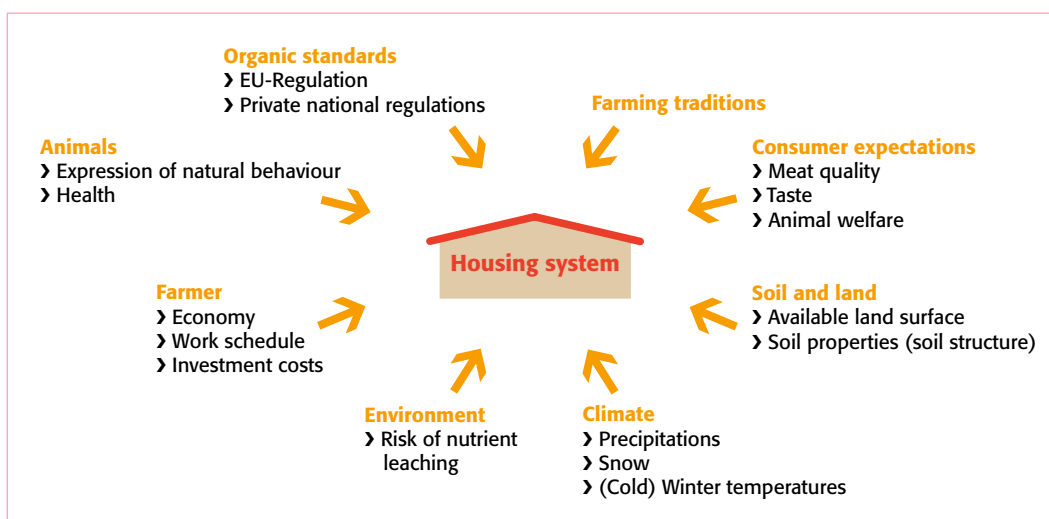 Organic standards
❯ EU-Regulation
❯ Private national regulations
Farming traditions
Animals
❯ Expression of natural behaviour
❯ Health
Consumer expectations
❯ Meat quality
❯ Taste
❯ Animal welfare
Housing system
Farmer
❯ Economy
❯ Work schedule
❯ Investment costs
Soil and land
❯ Available land surface
❯ Soil properties (soil structure)
Environment
❯ Risk of nutrient
leaching
Climate
❯ Precipitations
❯ Snow
❯ (Cold) Winter temperatures